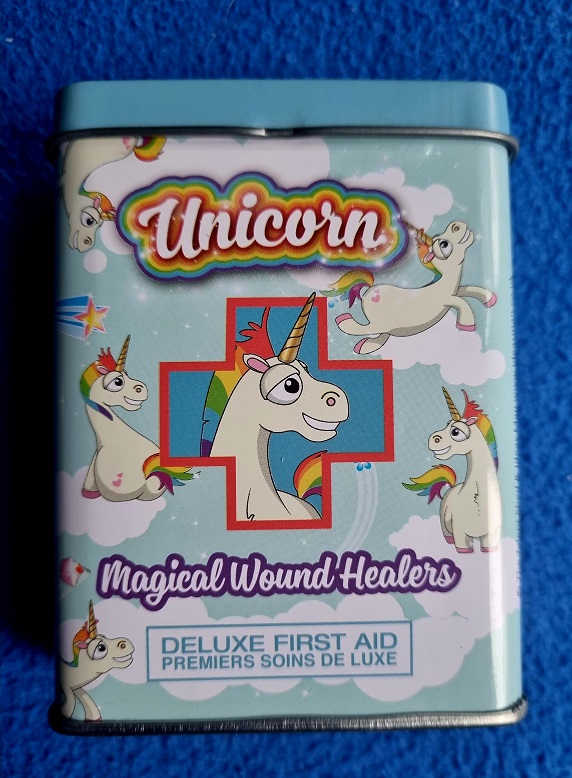 Unicorn
Magical Wound Healers
DELUXE FIRST AID
PREMIERS SOINS DE LUXE